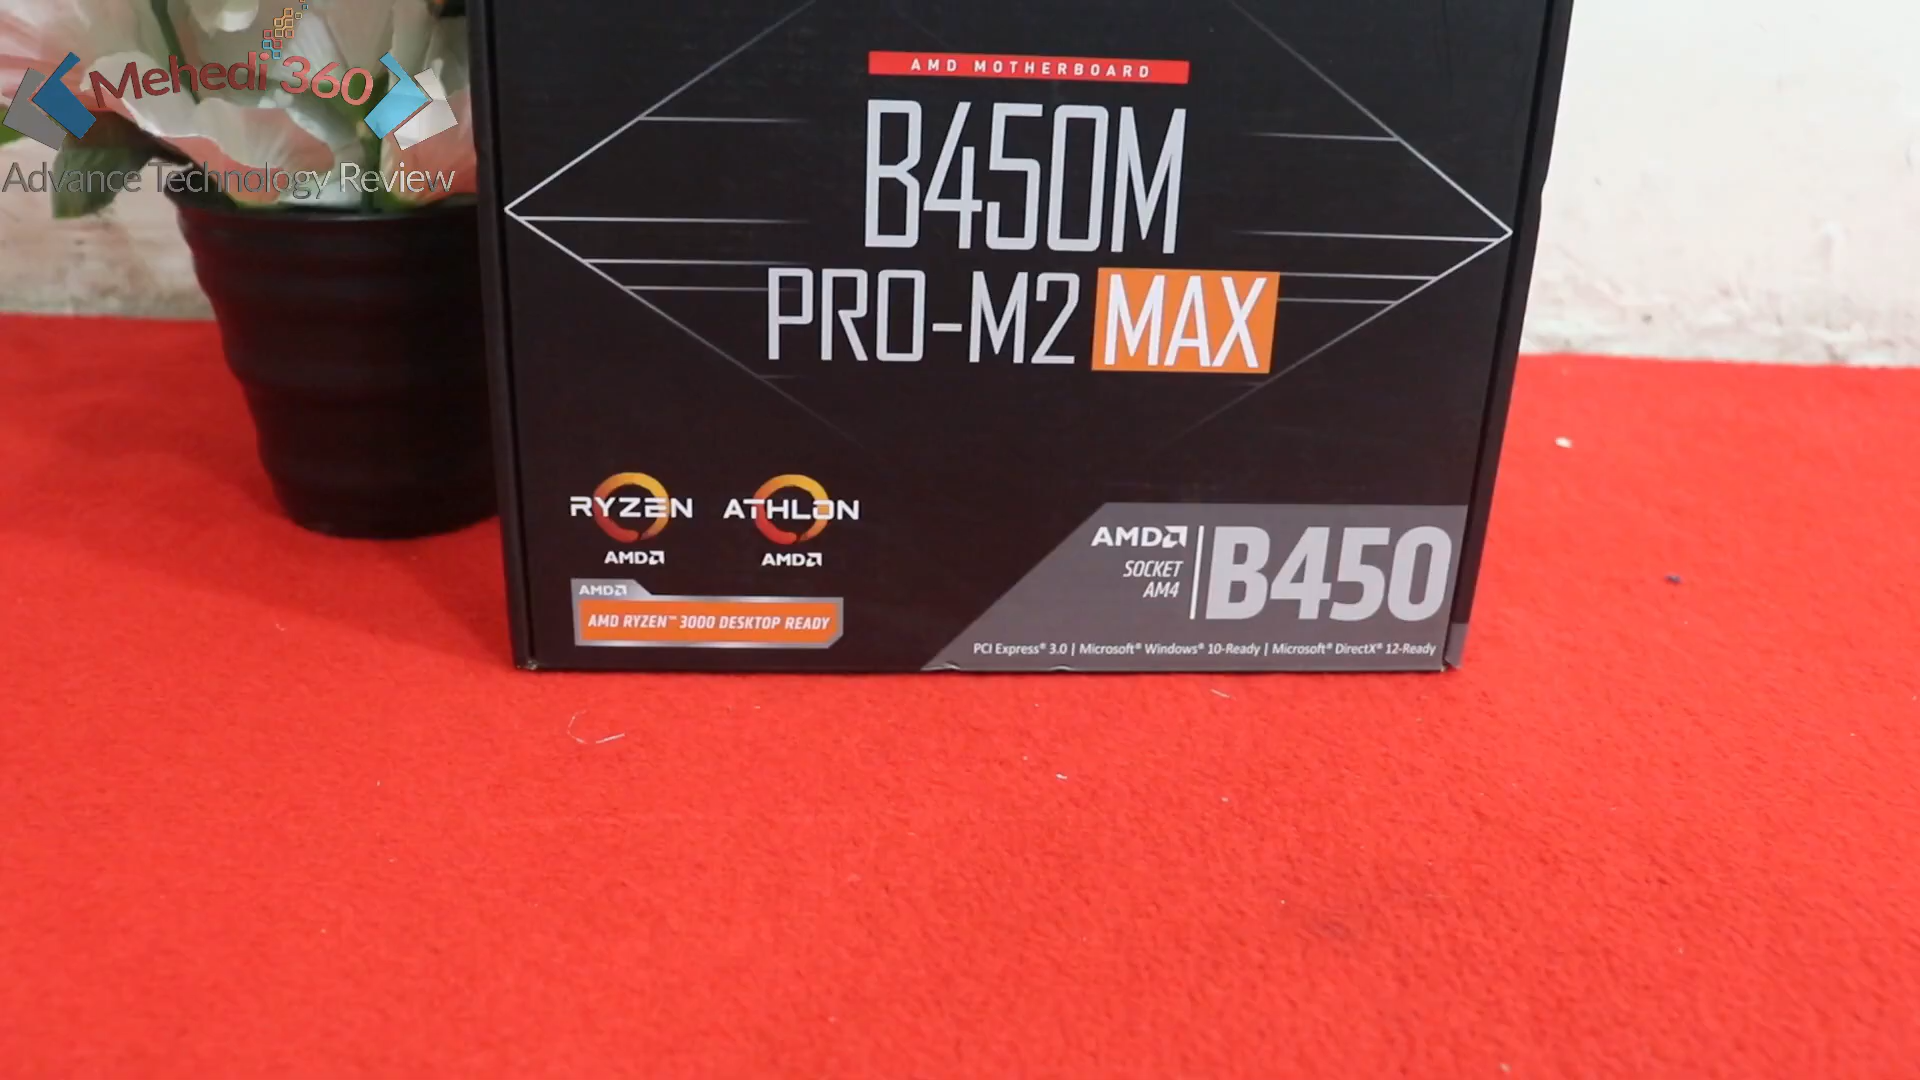 Mehedi 360
Advance Technology Review
AMD MOTHERBOARD
B450M
PRO-M2 MAX
RYZEN
AMD
ATHLON
AMD
AMD
AMD RYZEN™ 3000 DESKTOP READY
AMD
SOCKET
AM4
B450
PCI Express® 3.0 | Microsoft® Windows® 10-Ready | Microsoft® DirectX® 12-Ready